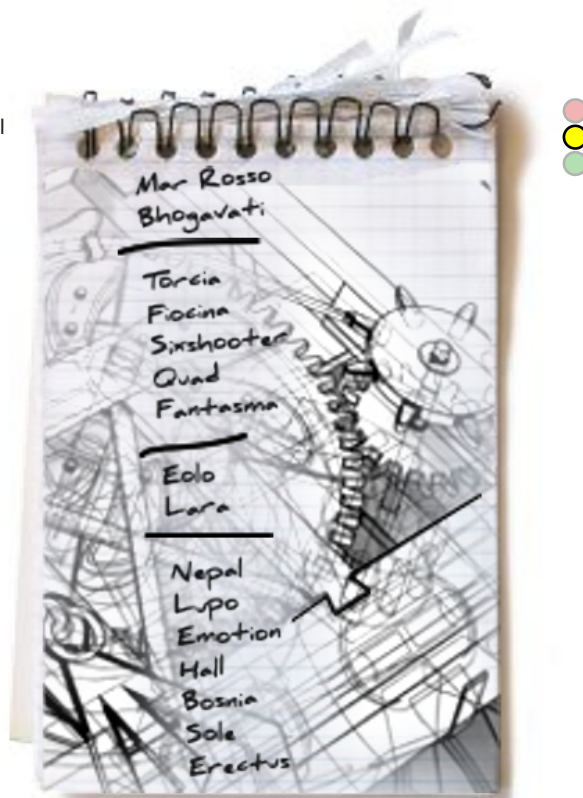 Mar Rosso
Bhogavati
Torcia
Fiocina
Sixshooter
Quad
Fantasma
Eolo
Lara
Nepal
Lupo
Emotion
Hall
Bosnia
Sole
Erectus